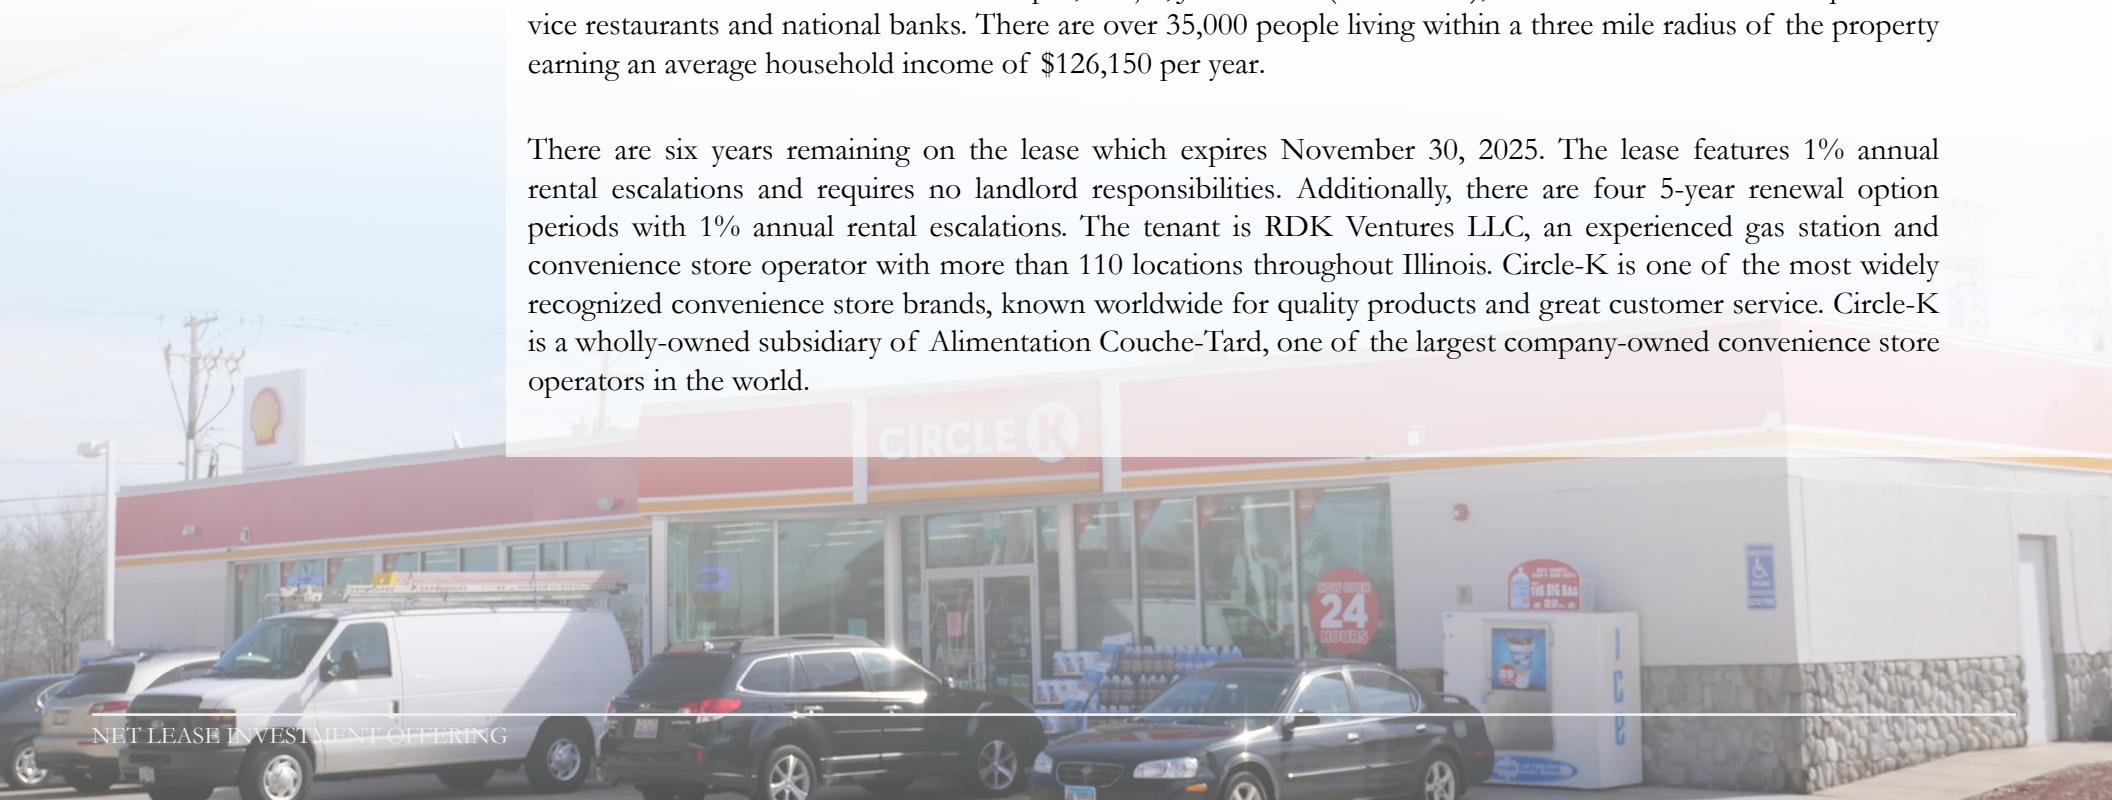 vice restaurants and national banks. There are over 35,000 people living within a three mile radius of the property
earning an average household income of $126,150 per year.
There are six years remaining on the lease which expires November 30, 2025. The lease features 1% annual
rental escalations and requires no landlord responsibilities. Additionally, there are four 5-year renewal option
periods with 1% annual rental escalations. The tenant is RDK Ventures LLC, an experienced gas station and
convenience store operator with more than 110 locations throughout Illinois. Circle-K is one of the most widely
recognized convenience store brands, known worldwide for quality products and great customer service. Circle-K
is a wholly-owned subsidiary of Alimentation Couche-Tard, one of the largest company-owned convenience store
operators in the world.
CIRCLE K
NOW OPEN
24
HOURS
THE BIG BAG
ICE
89
NET LEASE INVESTMENT OFFERING